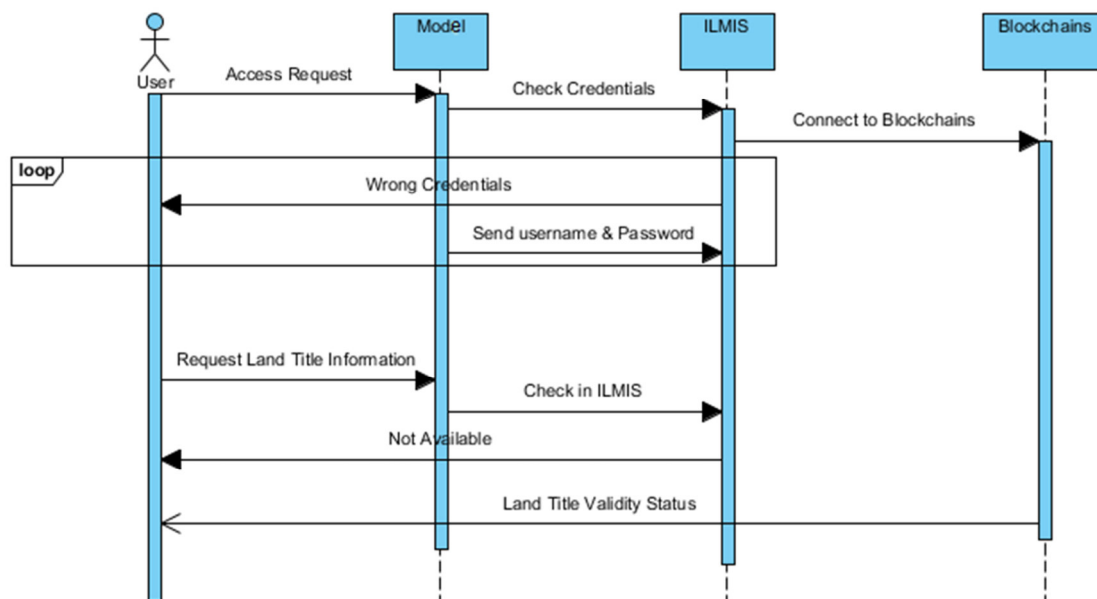 Model
ILMIS
Blockchains
User
Access Request
Check Credentials
Connect to Blockchains
loop
Wrong Credentials
Send username & Password
Request Land Title Information
Check in ILMIS
Not Available
Land Title Validity Status